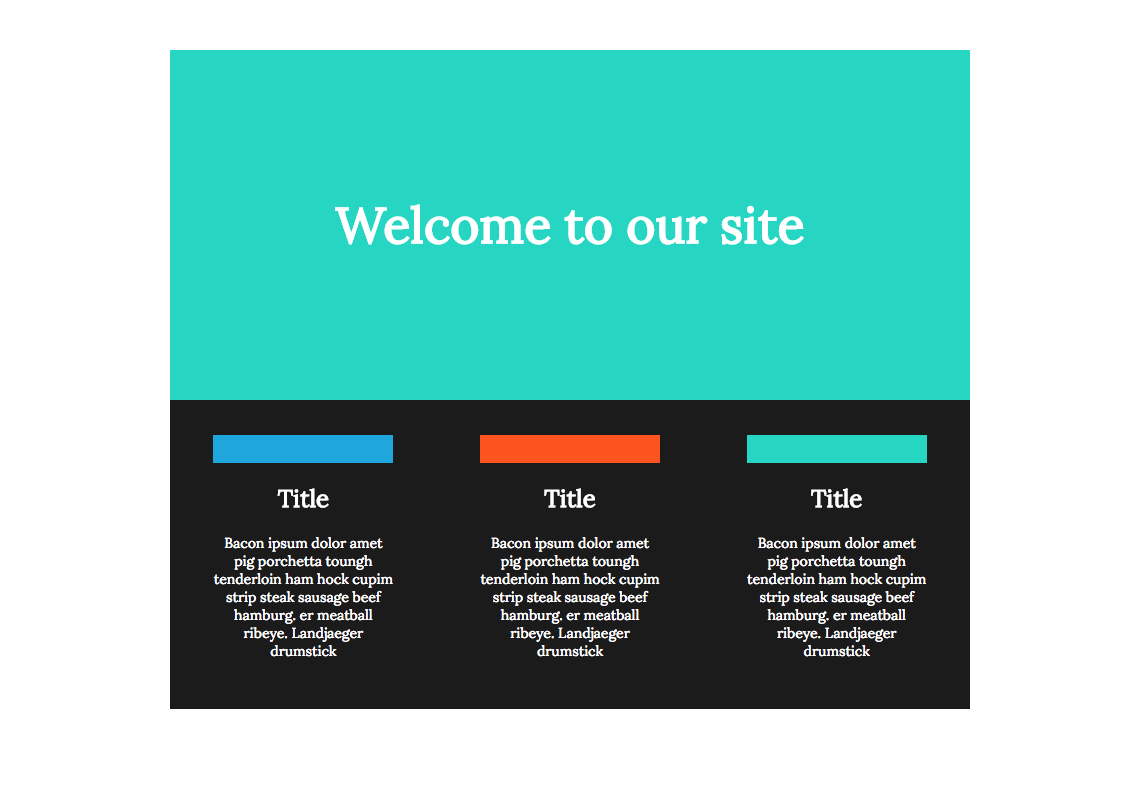 Welcome to our site
Title
Bacon ipsum dolor amet
pig porchetta toungh
tenderloin ham hock cupim
strip steak sausage beef
hamburg. er meatball
ribeye. Landjaeger
drumstick
Title
Bacon ipsum dolor amet
pig porchetta toungh
tenderloin ham hock cupim
strip steak sausage beef
hamburg. er meatball
ribeye. Landjaeger
drumstick
Title
Bacon ipsum dolor amet
pig porchetta toungh
tenderloin ham hock cupim
strip steak sausage beef
hamburg. er meatball
ribeye. Landjaeger
drumstick